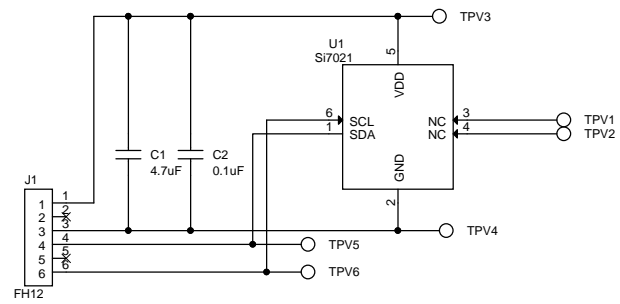 TPV3
U1
Si7021
5
VDD
6
SCL
NC
3
TPV1
1
SDA
NC
4
TPV2
C1
4.7uF
C2
0.1uF
GND
2
J1
1
1
2
2
3
3
TPV4
4
4
TPV5
5
5
6
6
TPV6
FH12